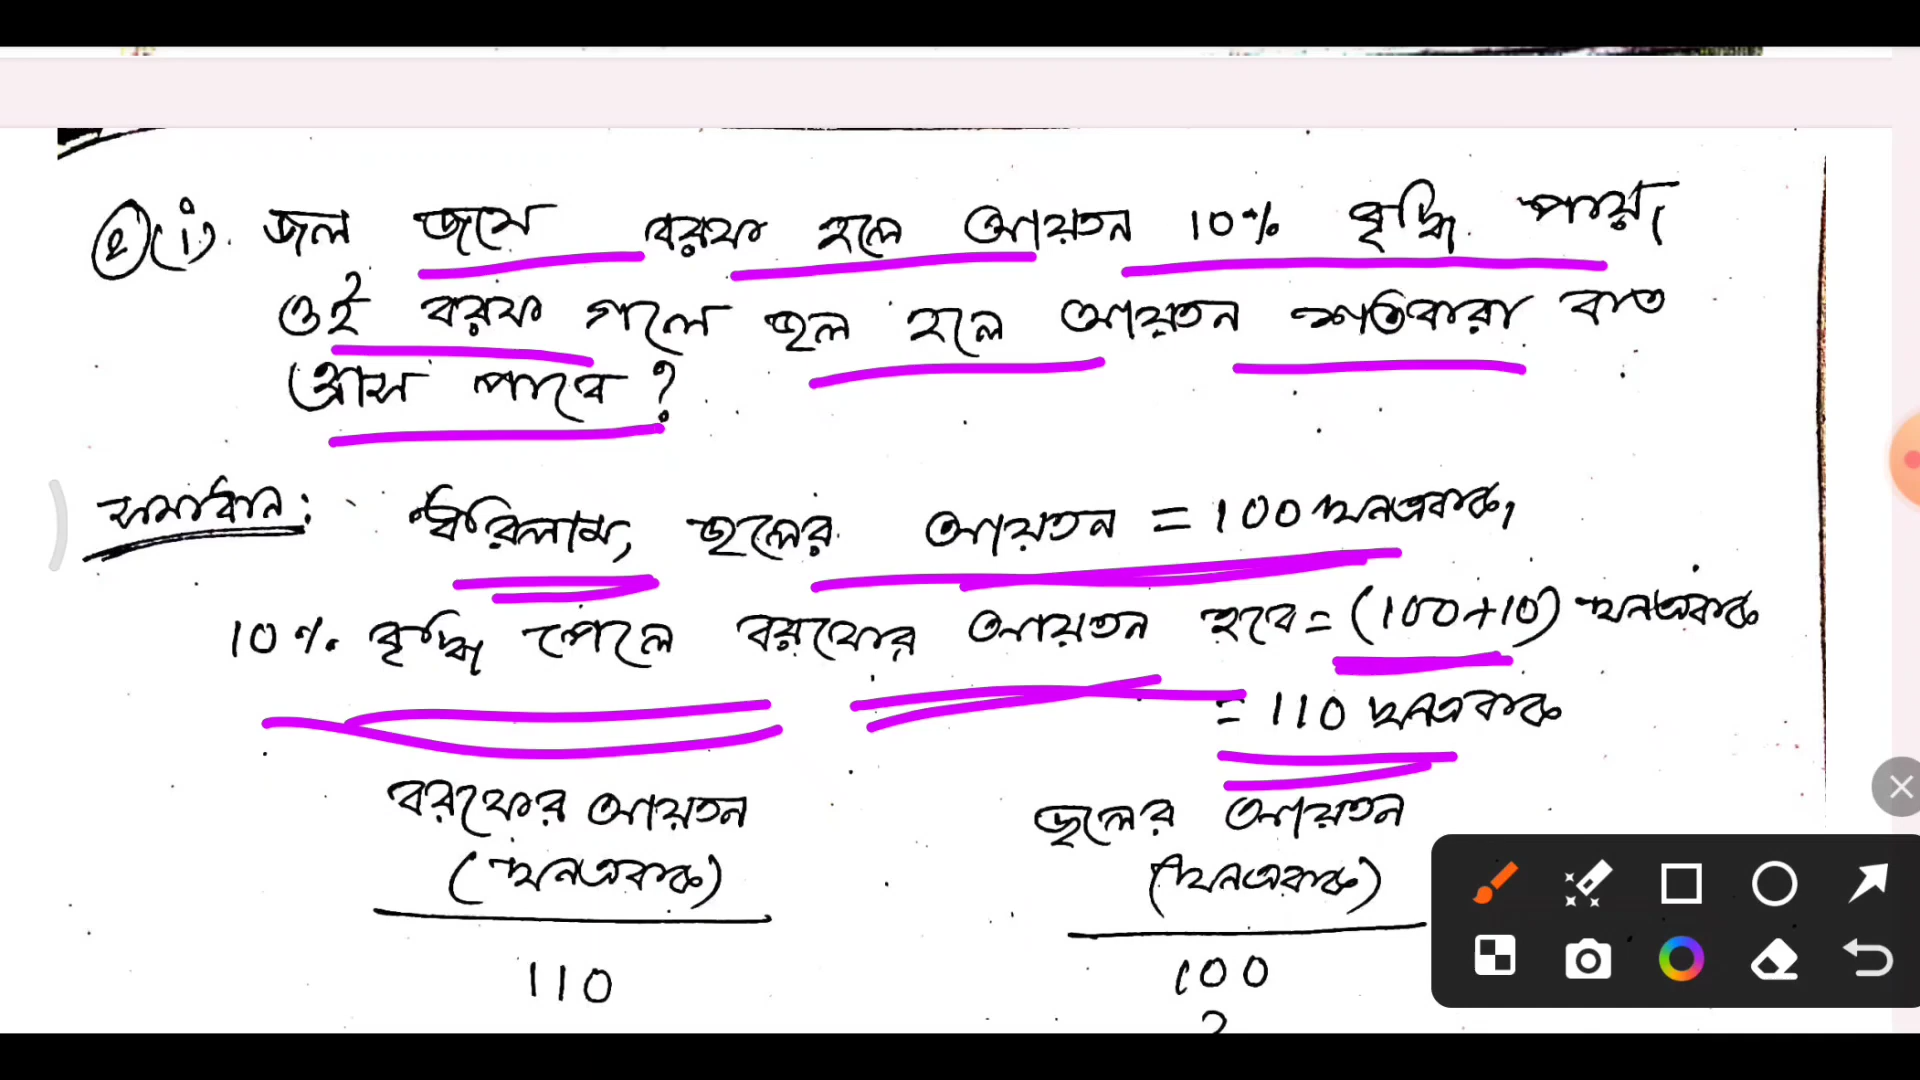 ২(i). জল জমে বরফ হলে আয়তন 10% বৃদ্ধি পায়,
ওই বরফ গলে জল হলে আয়তন শতকরা কত
হ্রাস পাবে?
সমাধান: ধরিলাম, জলের আয়তন = 100 ঘনএকক,
10% বৃদ্ধি পেলে বরফের আয়তন হবে = (100+10) ঘনএকক
= 110 ঘনএকক
বরফের আয়তন জলের আয়তন
(ঘনএকক) (ঘনএকক)
110 100
?